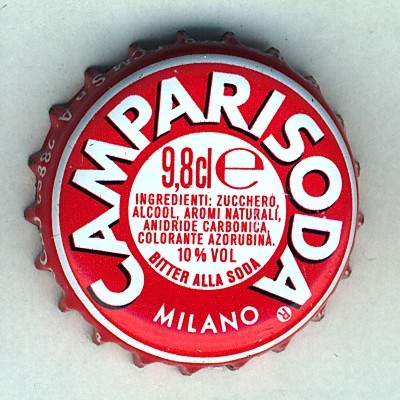 CAMPARISODA
9,8cl e
INGREDIENTI: ZUCCHERO,
ALCOOL, AROMI NATURALI,
ANIDRIDE CARBONICA,
COLORANTE AZORUBINA.
10% VOL
BITTER ALLA SODA
MILANO ®